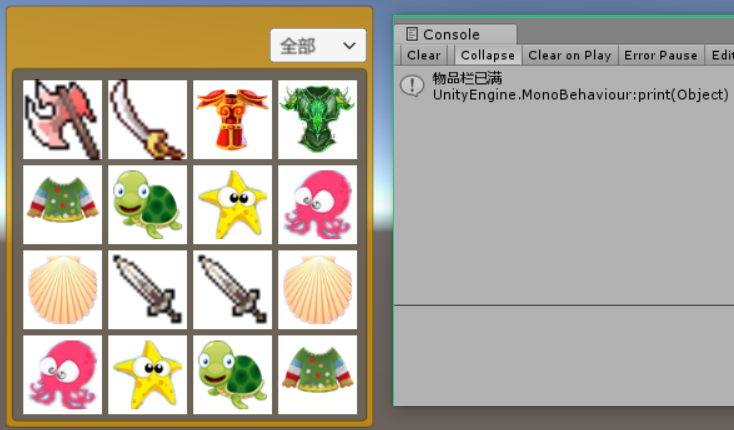 全部
Console
Clear
Collapse
Clear on Play
Error Pause
Edit
物品栏已满
UnityEngine.MonoBehaviour:print(Object)